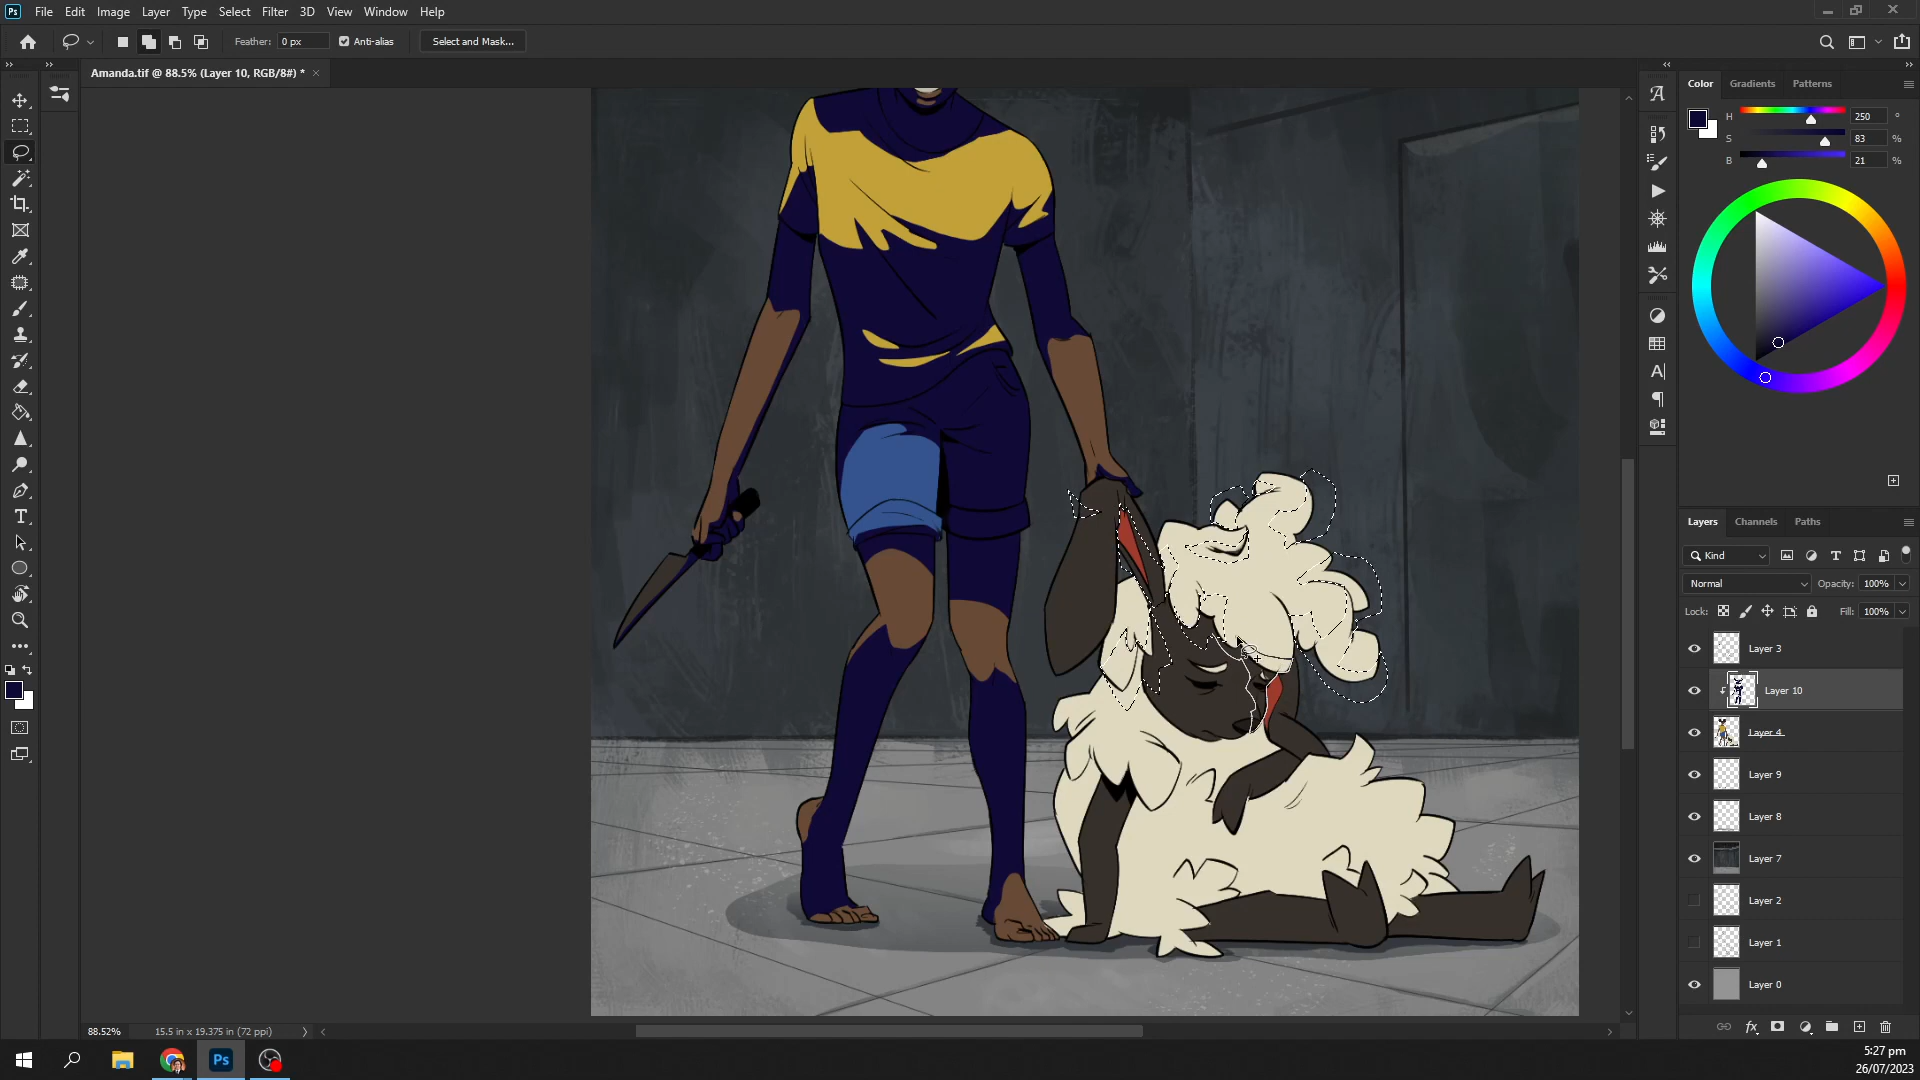 Ps File Edit Image Layer Type Select Filter 3D View Window Help
Feather: 0 px Anti-alias Select and Mask...
Amanda.tif @ 88.5% (Layer 10, RGB/8#) * ×
Color Gradients Patterns
H 250 °
S 83 %
B 21 %
Layers Channels Paths
Kind
Normal Opacity: 100%
Lock: Fill: 100%
Layer 3
Layer 10
Layer 4
Layer 9
Layer 8
Layer 7
Layer 2
Layer 1
Layer 0
88.52% 15.5 in x 19.375 in (72 ppi)
Ps
5:27 pm
26/07/2023